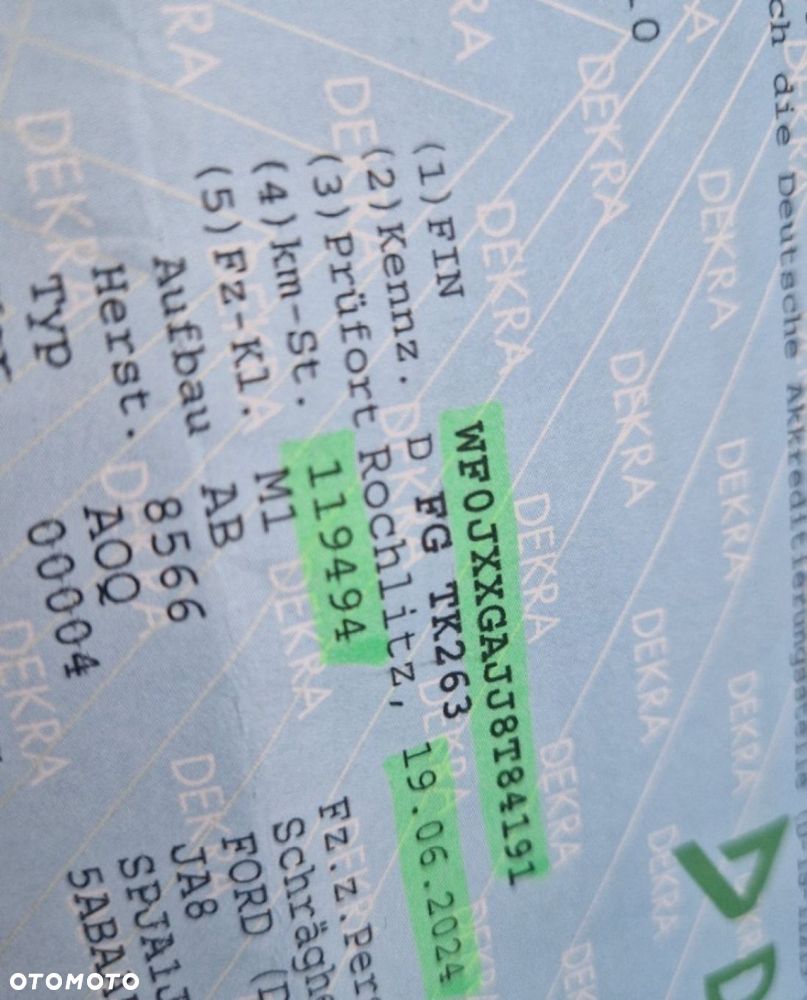 ch die Deutsche Akkreditierungsstelle
(1)FIN WF0JXXGAJJ8T84191
(2)Kennz. D FG TK263
(3)Prüfort Rochlitz, 19.06.2024
(4)km-St. 119494
(5)Fz-Kl. M1 Fz.z.Per
Aufbau AB Schräghe
Herst. 8566 FORD (D
Typ AOQ JA8
00004 SPJA1J
5ABA
DEKRA
OTOMOTO